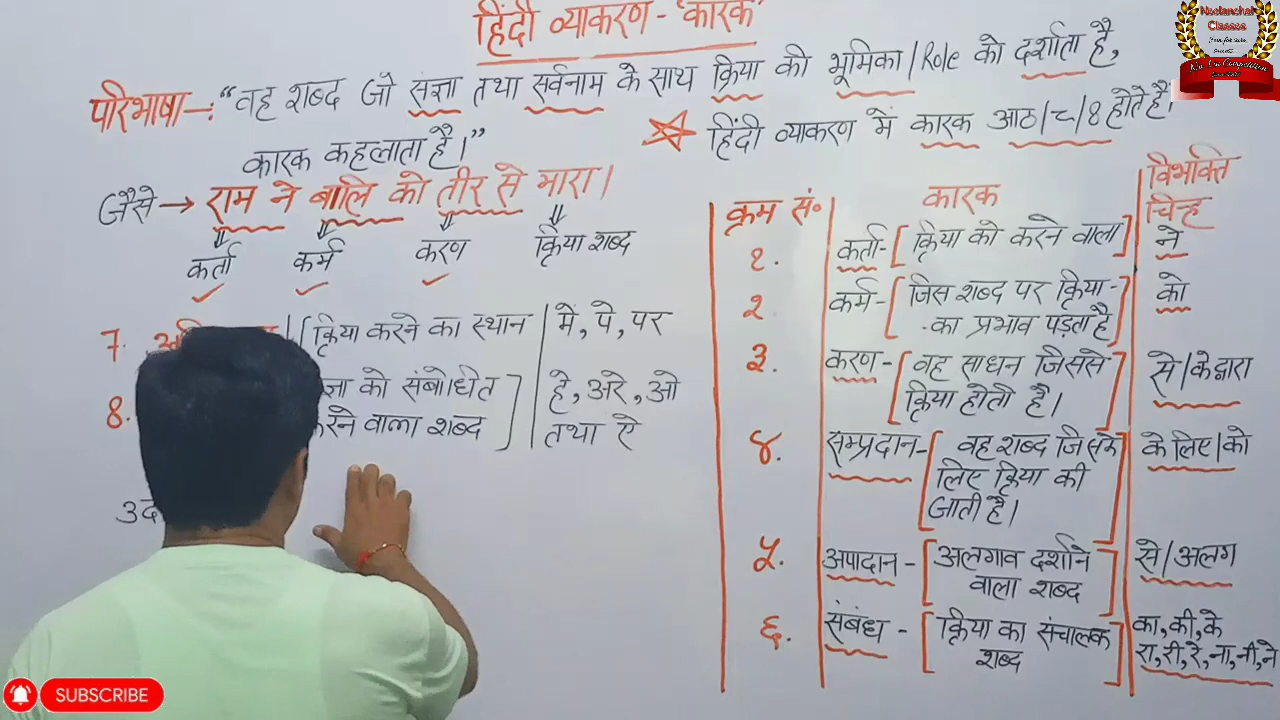 हिंदी व्याकरण - 'कारक'
परिभाषा-: "वह शब्द जो संज्ञा तथा सर्वनाम के साथ क्रिया की भूमिका/Role को दर्शाता है,
कारक कहलाता है।"
हिंदी व्याकरण में कारक आठ/८/8 होते हैं
जैसे → राम ने बालि को तीर से मारा।
कर्ता कर्म करण क्रिया शब्द
क्रम सं० कारक विभक्ति चिन्ह
१. कर्ता-[क्रिया को करने वाला] ने
२. कर्म-[जिस शब्द पर क्रिया-
-का प्रभाव पड़ता है] को
३. करण-[वह साधन जिससे
क्रिया होती है।] से/के द्वारा
४. सम्प्रदान-[वह शब्द जिसके
लिए क्रिया की
जाती है।] के लिए/को
५. अपादान-[अलगाव दर्शाने
वाला शब्द] से/अलग
६. संबंध-[क्रिया का संचालक
शब्द] का, की, के
रा, री, रे, ना, नी, ने
7. [क्रिया करने का स्थान में, पे, पर
8. को संबोधित
वाला शब्द] हे, अरे, ओ
तथा ऐ
Neelanchal
Classes
SUBSCRIBE